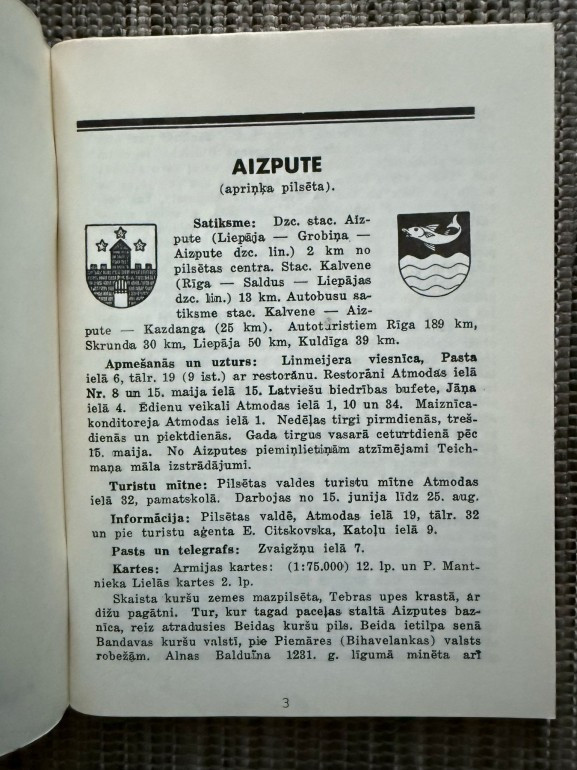 AIZPUTE
(apriņķa pilsēta).
Satiksme: Dzc. stac. Aiz-
pute (Liepāja — Grobiņa —
Aizpute dzc. lin.) 2 km no
pilsētas centra. Stac. Kalvene
(Rīga — Saldus — Liepājas
dzc. lin.) 13 km. Autobusu sa-
tiksme stac. Kalvene — Aiz-
pute — Kazdanga (25 km). Autotūristiem Rīga 189 km,
Skrunda 30 km, Liepāja 50 km, Kuldīga 39 km.
Apmešanās un uzturs: Linmeijera viesnīca, Pasta
ielā 6, tālr. 19 (9 ist.) ar restorānu. Restorāni Atmodas ielā
Nr. 8 un 15. maija ielā 15. Latviešu biedrības bufete, Jāņa
ielā 4. Ēdienu veikali Atmodas ielā 1, 10 un 34. Maiznīca-
konditoreja Atmodas ielā 1. Nedēļas tirgi pirmdienās, treš-
dienās un piektdienās. Gada tirgus vasarā ceturtdienā pēc
15. maija. No Aizputes piemiņlietiņām atzīmējami Teich-
maņa māla izstrādājumi.
Turistu mītne: Pilsētas valdes turistu mītne Atmodas
ielā 32, pamatskolā. Darbojas no 15. junija līdz 25. aug.
Informācija: Pilsētas valdē, Atmodas ielā 19, tālr. 32
un pie turistu aģenta E. Citskovska, Katoļu ielā 9.
Pasts un telegrafs: Zvaigžņu ielā 7.
Kartes: Armijas kartes: (1:75.000) 12. lp. un P. Mant-
nieka Lielās kartes 2. lp.
Skaista kuršu zemes mazpilsēta, Tebras upes krastā, ar
dižu pagātni. Tur, kur tagad paceļas staltā Aizputes baz-
nīca, reiz atradusies Beidas kuršu pils. Beida ietilpa senā
Bandavas kuršu valstī, pie Piemāres (Bihavelankas) valsts
robežām. Alnas Balduīna 1231. g. līgumā minēta arī
3